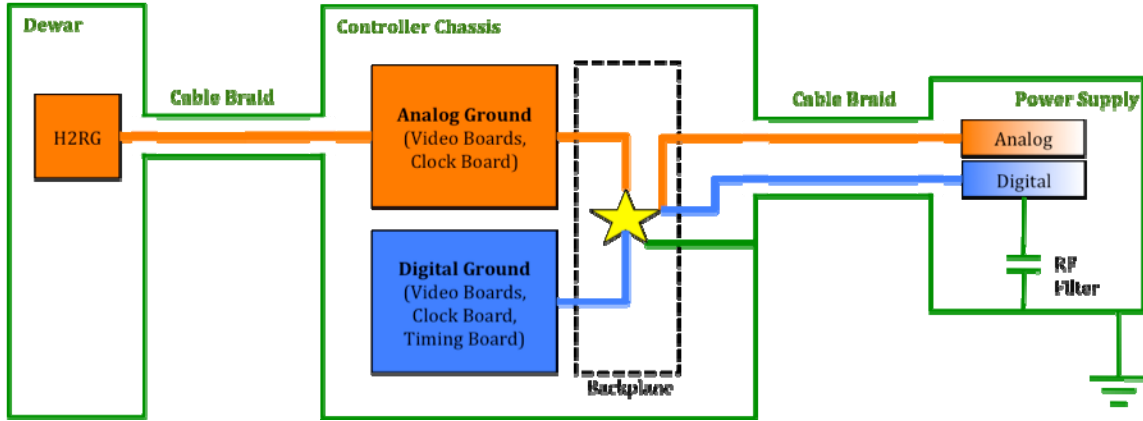 Dewar
Controller Chassis
Cable Braid
Cable Braid
Power Supply
H2RG
Analog Ground
(Video Boards,
Clock Board)
Analog
Digital
Digital Ground
(Video Boards,
Clock Board,
Timing Board)
RF
Filter
Backplane